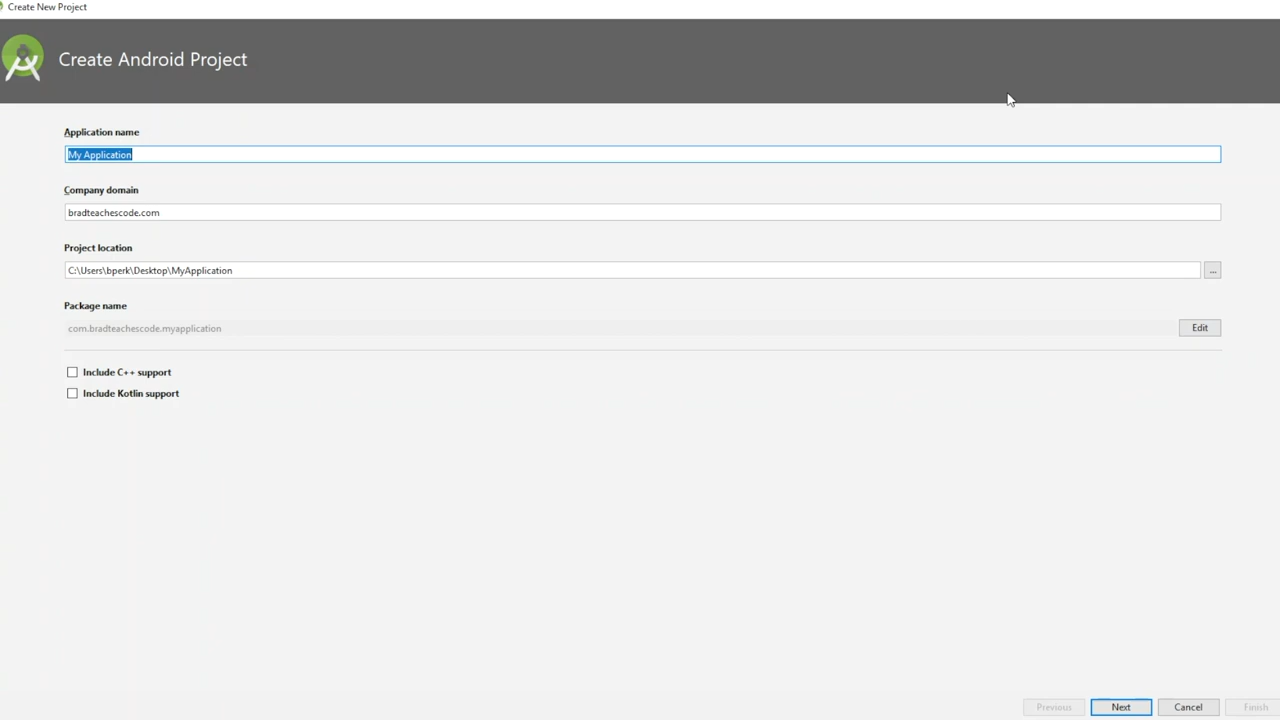 Create New Project
Create Android Project
Application name
My Application
Company domain
bradteachescode.com
Project location
C:\Users\bperk\Desktop\MyApplication
...
Package name
com.bradteachescode.myapplication
Edit
Include C++ support
Include Kotlin support
Previous
Next
Cancel
Finish